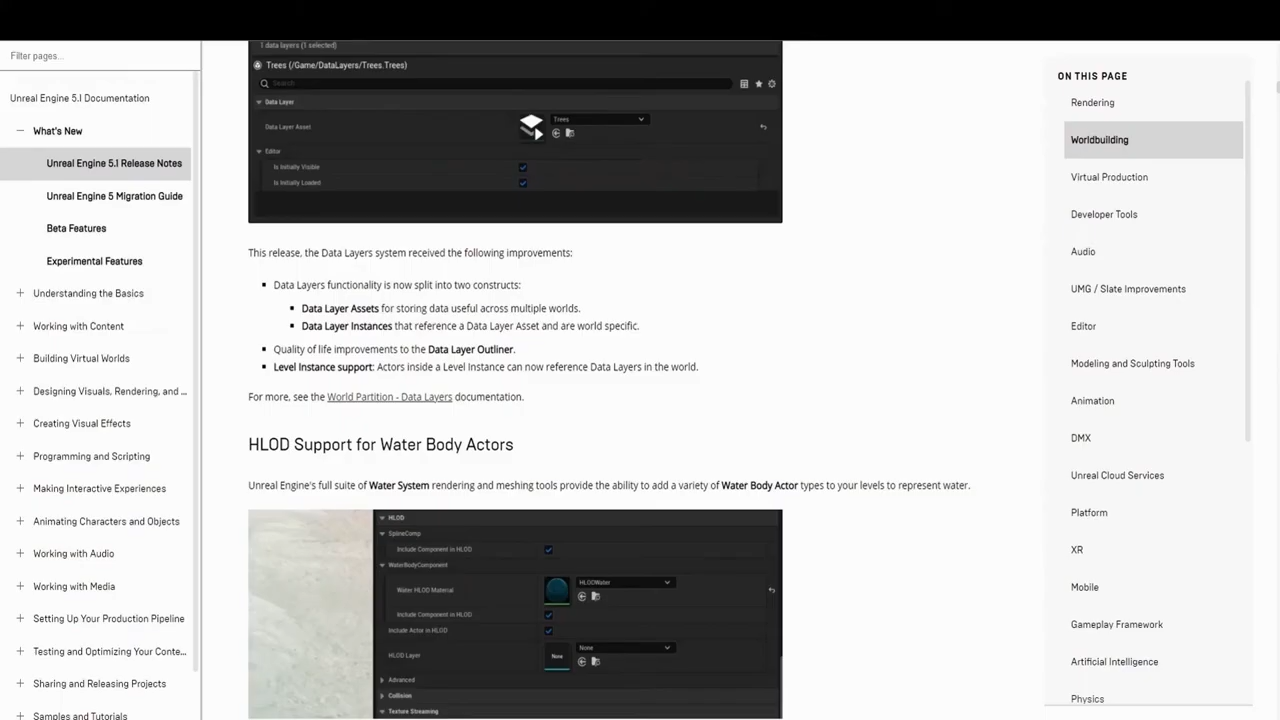 Filter pages...
Unreal Engine 5.1 Documentation
What's New
Unreal Engine 5.1 Release Notes
Unreal Engine 5 Migration Guide
Beta Features
Experimental Features
Understanding the Basics
Working with Content
Building Virtual Worlds
Designing Visuals, Rendering, and ...
Creating Visual Effects
Programming and Scripting
Making Interactive Experiences
Animating Characters and Objects
Working with Audio
Working with Media
Setting Up Your Production Pipeline
Testing and Optimizing Your Conte...
Sharing and Releasing Projects
Samples and Tutorials
1 data layers (1 selected)
Trees (/Game/DataLayers/Trees.Trees)
Search
Data Layer
Data Layer Asset
Trees
Editor
Is Initially Visible
Is Initially Loaded
This release, the Data Layers system received the following improvements:
Data Layers functionality is now split into two constructs:
Data Layer Assets for storing data useful across multiple worlds.
Data Layer Instances that reference a Data Layer Asset and are world specific.
Quality of life improvements to the Data Layer Outliner.
Level Instance support: Actors inside a Level Instance can now reference Data Layers in the world.
For more, see the World Partition - Data Layers documentation.
HLOD Support for Water Body Actors
Unreal Engine's full suite of Water System rendering and meshing tools provide the ability to add a variety of Water Body Actor types to your levels to represent water.
HLOD
SplineComp
Include Component in HLOD
WaterBodyComponent
Water HLOD Material
HLODWater
Include Component in HLOD
Include Actor in HLOD
HLOD Layer
None
None
Advanced
Collision
Texture Streaming
ON THIS PAGE
Rendering
Worldbuilding
Virtual Production
Developer Tools
Audio
UMG / Slate Improvements
Editor
Modeling and Sculpting Tools
Animation
DMX
Unreal Cloud Services
Platform
XR
Mobile
Gameplay Framework
Artificial Intelligence
Physics